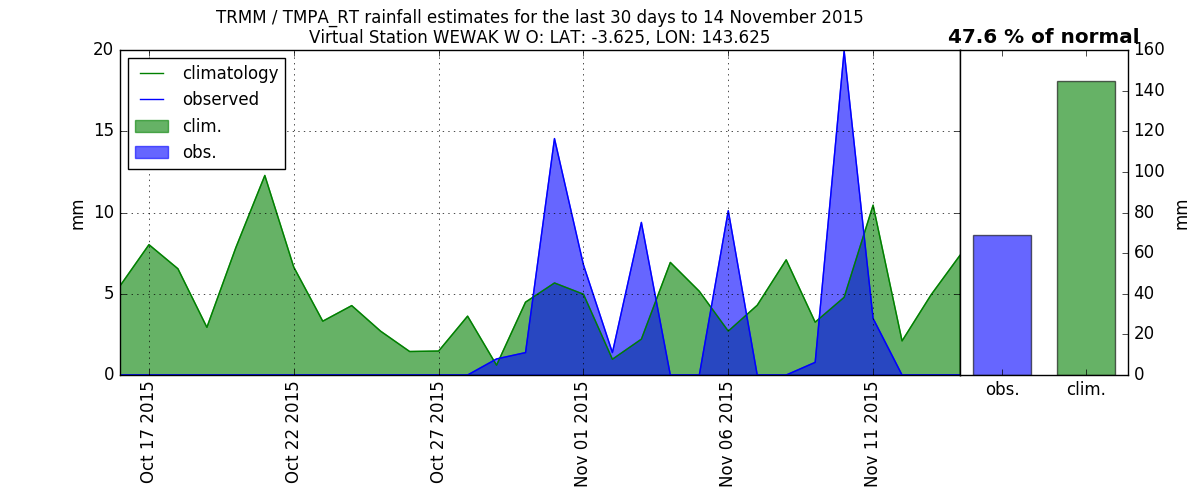 TRMM / TMPA_RT rainfall estimates for the last 30 days to 14 November 2015
Virtual Station WEWAK W O: LAT: -3.625, LON: 143.625
47.6 % of normal
climatology
observed
clim.
obs.
20
15
10
5
0
mm
Oct 17 2015
Oct 22 2015
Oct 27 2015
Nov 01 2015
Nov 06 2015
Nov 11 2015
160
140
120
100
80
60
40
20
0
mm
obs.
clim.